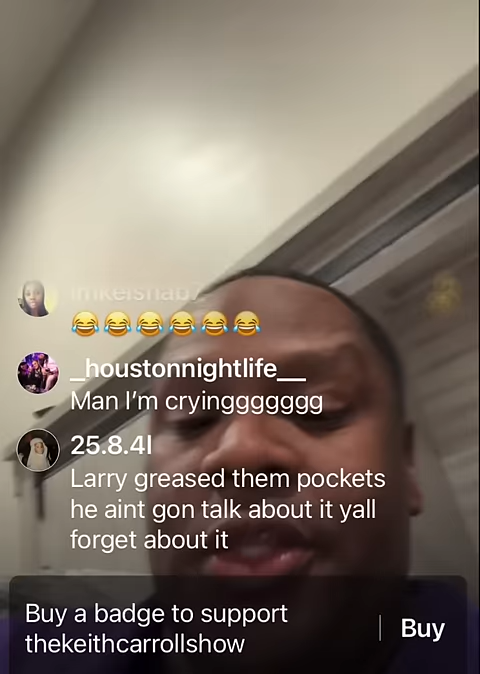 😂😂😂😂😂😂
_houstonnightlife__
Man I’m cryinggggggg
25.8.4l
Larry greased them pockets
he aint gon talk about it yall
forget about it
Buy a badge to support
thekeithcarrollshow
Buy